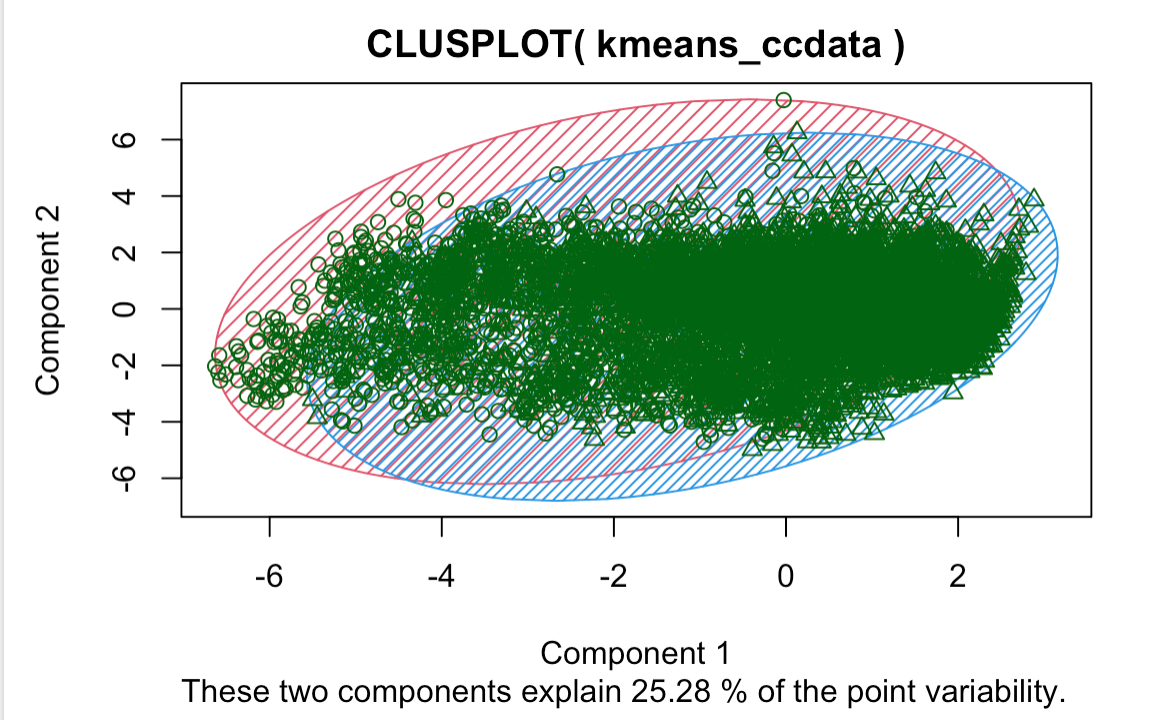 CLUSPLOT( kmeans_ccdata )
Component 2
6
4
2
0
-2
-4
-6
-6 -4 -2 0 2
Component 1
These two components explain 25.28 % of the point variability.